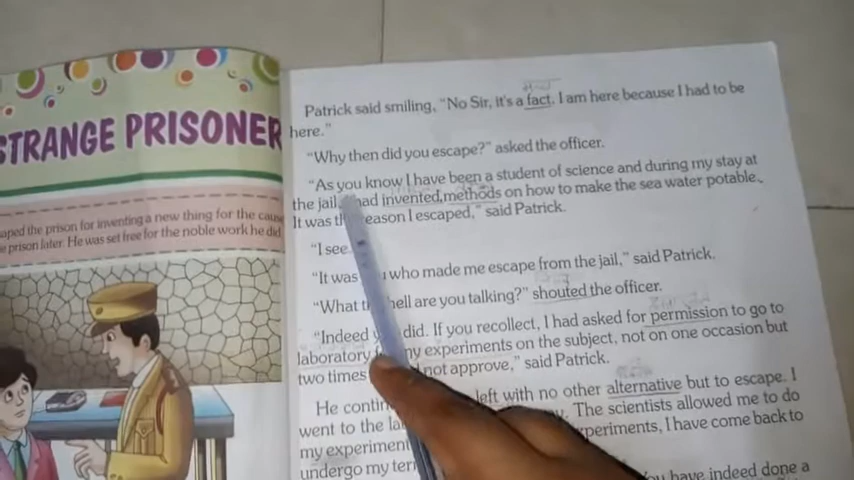 STRANGE PRISONER
aped the prison for inventing a new thing for the cause
e prison later. He was set free for the noble work he did.
Patrick said smiling, "No Sir, it's a fact. I am here because I had to be
here."
"Why then did you escape?" asked the officer.
"As you know I have been a student of science and during my stay at
the jail, had invented methods on how to make the sea water potable.
It was reason I escaped," said Patrick.
"I see.
"It was who made me escape from the jail," said Patrick.
"What hell are you talking?" shouted the officer.
"Indeed did. If you recollect, I had asked for permission to go to
laboratory my experiments on the subject, not on one occasion but
two times not approve," said Patrick.
He left with no other alternative but to escape. I
went to the The scientists allowed me to do
my experiment I have come back to
undergo my have indeed done a